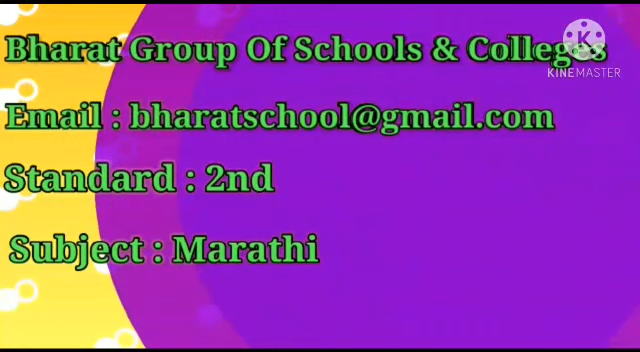 Bharat Group Of Schools & Colleges
KINEMASTER
Email : bharatschool@gmail.com
Standard : 2nd
Subject : Marathi